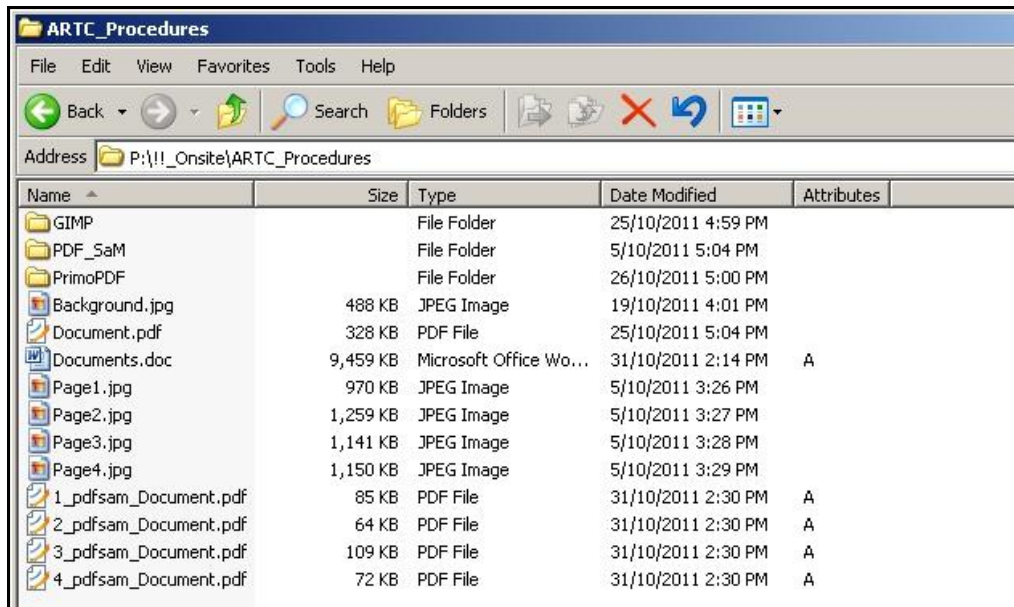 ARTC_Procedures
File Edit View Favorites Tools Help
Back Search Folders
Address P:\!!_Onsite\ARTC_Procedures
Name Size Type Date Modified Attributes
GIMP File Folder 25/10/2011 4:59 PM
PDF_SaM File Folder 5/10/2011 5:04 PM
PrimoPDF File Folder 26/10/2011 5:00 PM
Background.jpg 488 KB JPEG Image 19/10/2011 4:01 PM
Document.pdf 328 KB PDF File 25/10/2011 5:04 PM
Documents.doc 9,459 KB Microsoft Office Wo... 31/10/2011 2:14 PM A
Page1.jpg 970 KB JPEG Image 5/10/2011 3:26 PM
Page2.jpg 1,259 KB JPEG Image 5/10/2011 3:27 PM
Page3.jpg 1,141 KB JPEG Image 5/10/2011 3:28 PM
Page4.jpg 1,150 KB JPEG Image 5/10/2011 3:29 PM
1_pdfsam_Document.pdf 85 KB PDF File 31/10/2011 2:30 PM A
2_pdfsam_Document.pdf 64 KB PDF File 31/10/2011 2:30 PM A
3_pdfsam_Document.pdf 109 KB PDF File 31/10/2011 2:30 PM A
4_pdfsam_Document.pdf 72 KB PDF File 31/10/2011 2:30 PM A